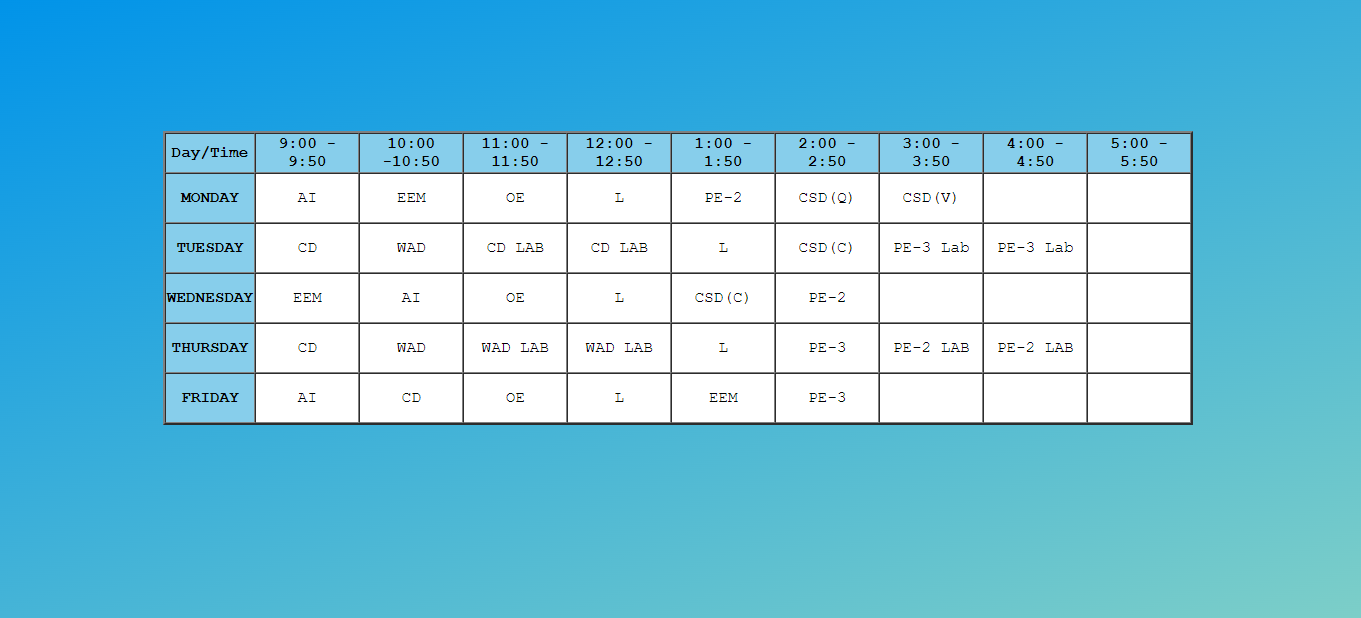 Day/Time 9:00 - 9:50 10:00 -10:50 11:00 - 11:50 12:00 - 12:50 1:00 - 1:50 2:00 - 2:50 3:00 - 3:50 4:00 - 4:50 5:00 - 5:50
MONDAY AI EEM OE L PE-2 CSD(Q) CSD(V)
TUESDAY CD WAD CD LAB CD LAB L CSD(C) PE-3 Lab PE-3 Lab
WEDNESDAY EEM AI OE L CSD(C) PE-2
THURSDAY CD WAD WAD LAB WAD LAB L PE-3 PE-2 LAB PE-2 LAB
FRIDAY AI CD OE L EEM PE-3